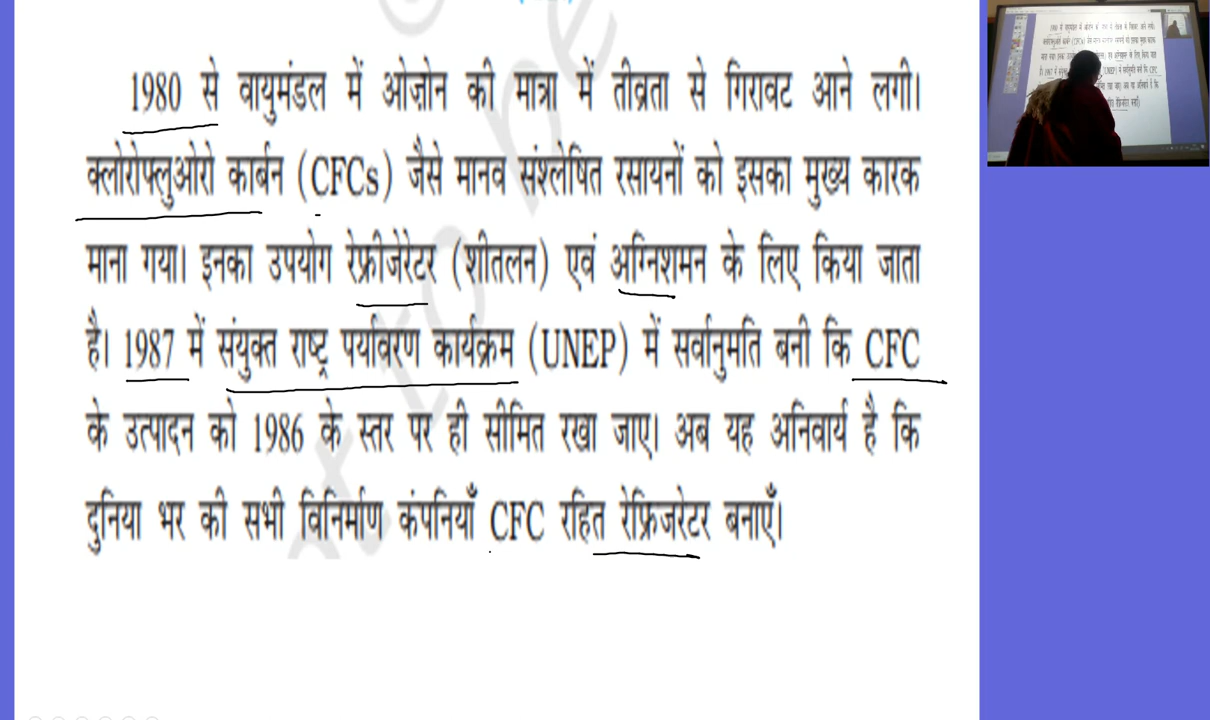 1980 से वायुमंडल में ओज़ोन की मात्रा में तीव्रता से गिरावट आने लगी।
क्लोरोफ्लुओरो कार्बन (CFCs) जैसे मानव संश्लेषित रसायनों को इसका मुख्य कारक
माना गया। इनका उपयोग रेफ्रीजेरेटर (शीतलन) एवं अग्निशमन के लिए किया जाता
है। 1987 में संयुक्त राष्ट्र पर्यावरण कार्यक्रम (UNEP) में सर्वानुमति बनी कि CFC
के उत्पादन को 1986 के स्तर पर ही सीमित रखा जाए। अब यह अनिवार्य है कि
दुनिया भर की सभी विनिर्माण कंपनियाँ CFC रहित रेफ्रिजरेटर बनाएँ।